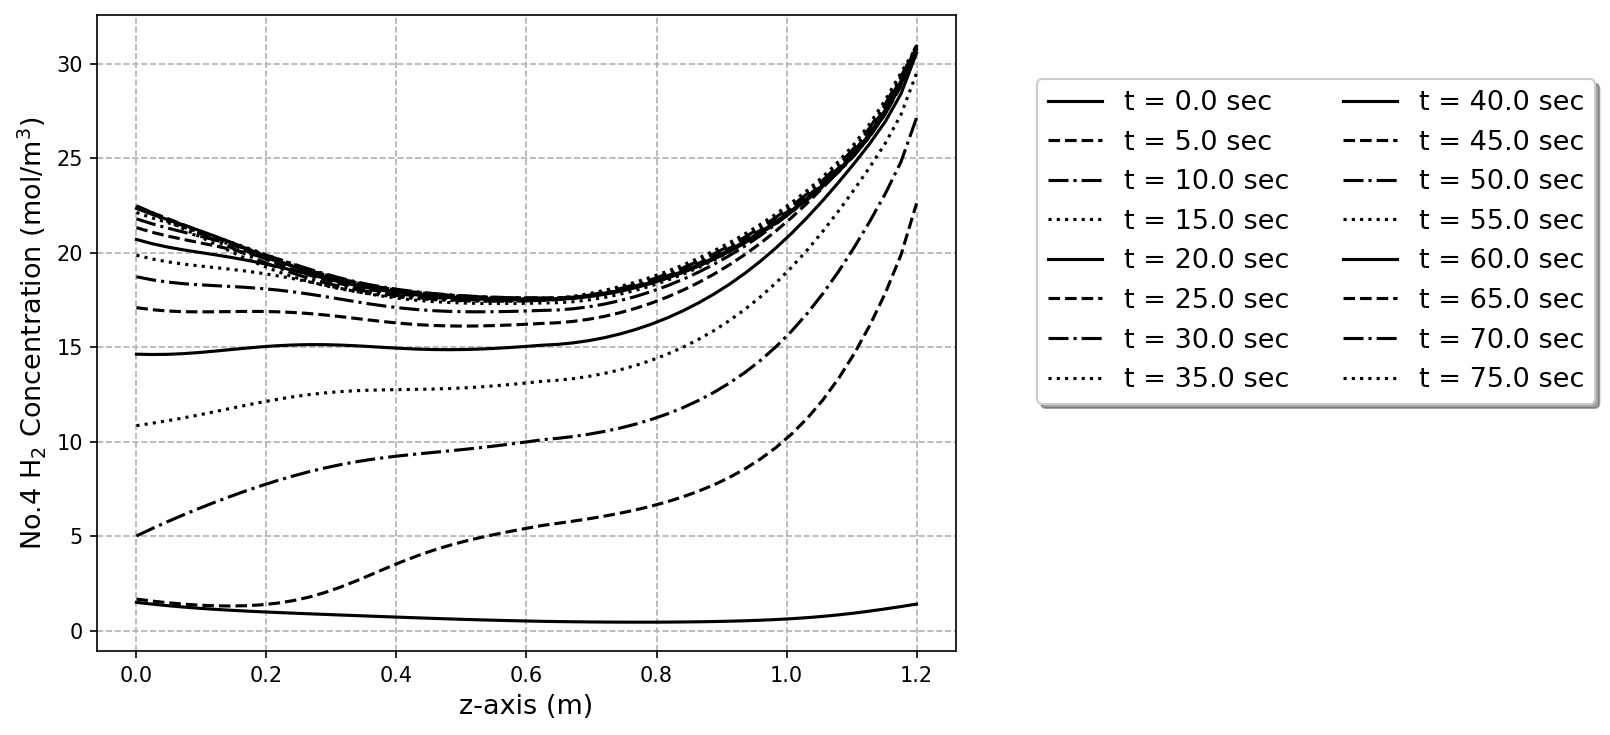 No.4 H₂ Concentration (mol/m³)
30
25
20
15
10
5
0
0.0 0.2 0.4 0.6 0.8 1.0 1.2
z-axis (m)
t = 0.0 sec
t = 5.0 sec
t = 10.0 sec
t = 15.0 sec
t = 20.0 sec
t = 25.0 sec
t = 30.0 sec
t = 35.0 sec
t = 40.0 sec
t = 45.0 sec
t = 50.0 sec
t = 55.0 sec
t = 60.0 sec
t = 65.0 sec
t = 70.0 sec
t = 75.0 sec